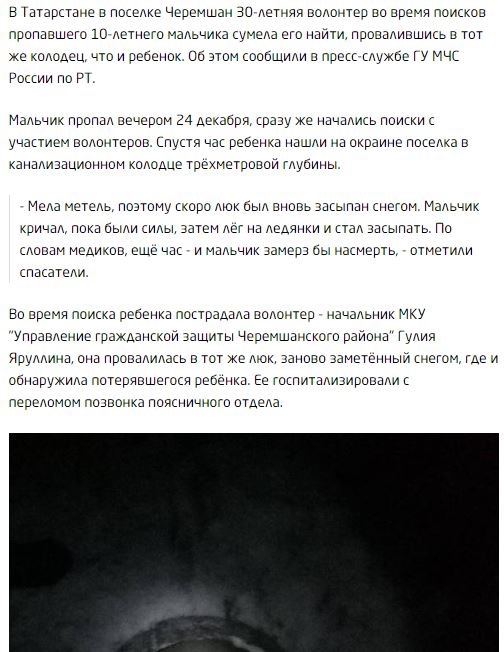 В Татарстане в поселке Черемшан 30-летняя волонтер во время поисков
пропавшего 10-летнего мальчика сумела его найти, провалившись в тот
же колодец, что и ребенок. Об этом сообщили в пресс-службе ГУ МЧС
России по РТ.
Мальчик пропал вечером 24 декабря, сразу же начались поиски с
участием волонтеров. Спустя час ребенка нашли на окраине поселка в
канализационном колодце трёхметровой глубины.
- Мела метель, поэтому скоро люк был вновь засыпан снегом. Мальчик
кричал, пока были силы, затем лёг на ледянки и стал засыпать. По
словам медиков, ещё час - и мальчик замерз бы насмерть, - отметили
спасатели.
Во время поиска ребенка пострадала волонтер - начальник МКУ
"Управление гражданской защиты Черемшанского района" Гулия
Яруллина, она провалилась в тот же люк, заново заметённый снегом, где и
обнаружила потерявшегося ребёнка. Ее госпитализировали с
переломом позвонка поясничного отдела.